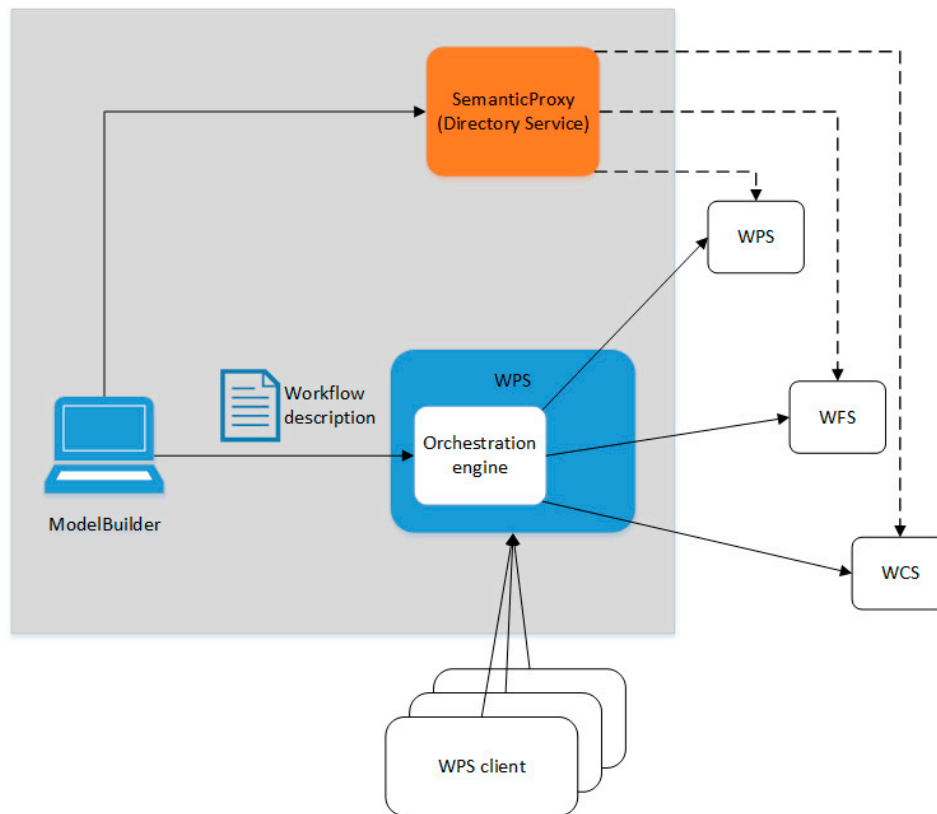 SemanticProxy
(Directory Service)
WPS
WPS
Workflow
description
WFS
Orchestration
engine
ModelBuilder
WCS
WPS client